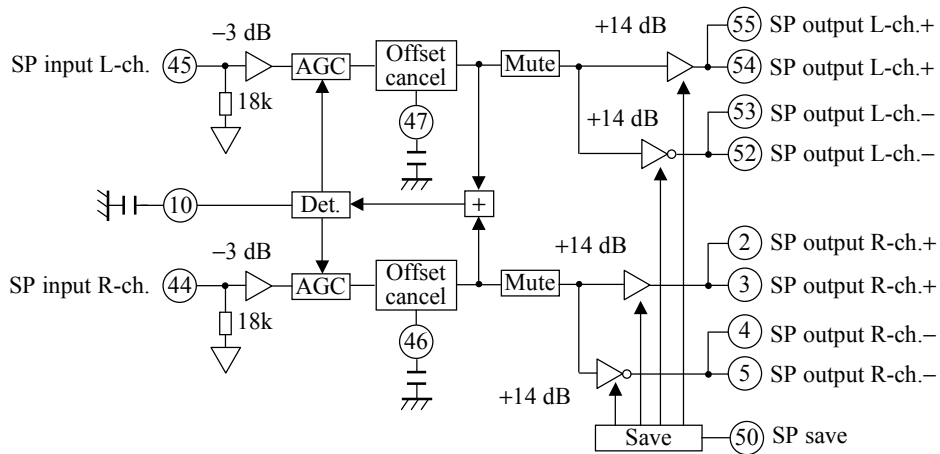 −3 dB
+14 dB
55 SP output L-ch.+
SP input L-ch. 45
AGC
Offset cancel
Mute
54 SP output L-ch.+
18k
47
+14 dB
53 SP output L-ch.−
52 SP output L-ch.−
10
Det.
+
−3 dB
+14 dB
2 SP output R-ch.+
SP input R-ch. 44
AGC
Offset cancel
Mute
3 SP output R-ch.+
18k
46
4 SP output R-ch.−
5 SP output R-ch.−
+14 dB
Save
50 SP save